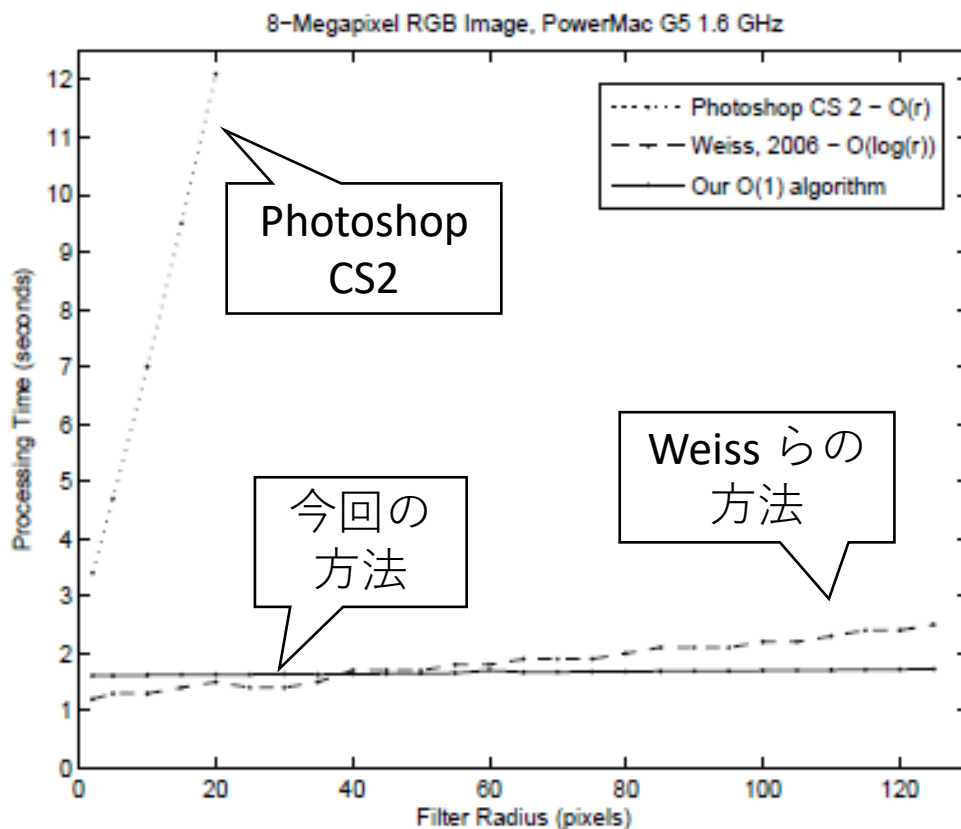 8−Megapixel RGB Image, PowerMac G5 1.6 GHz
12
11
10
9
8
7
6
5
4
3
2
1
0
Processing Time (seconds)
Photoshop CS 2 − O(r)
Weiss, 2006 − O(log(r))
Our O(1) algorithm
Photoshop
CS2
Weiss らの
方法
今回の
方法
0
20
40
60
80
100
120
Filter Radius (pixels)